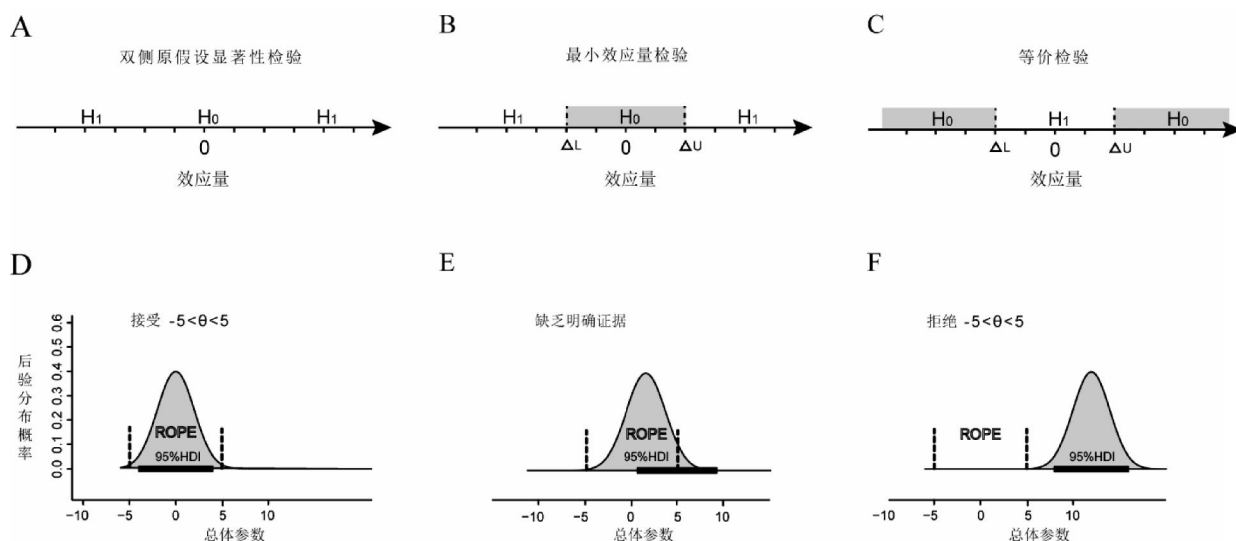 A
双侧原假设显著性检验
H1 H0 H1
0
效应量
B
最小效应量检验
H1 H0 H1
ΔL 0 ΔU
效应量
C
等价检验
H0 H1 H0
ΔL 0 ΔU
效应量
D
接受 -5<θ<5
后验分布概率
0.6
0.5
0.4
0.3
0.2
0.1
0.0
ROPE
95%HDI
-10 -5 0 5 10
总体参数
E
缺乏明确证据
ROPE
95%HDI
-10 -5 0 5 10
总体参数
F
拒绝 -5<θ<5
ROPE
95%HDI
-10 -5 0 5 10
总体参数